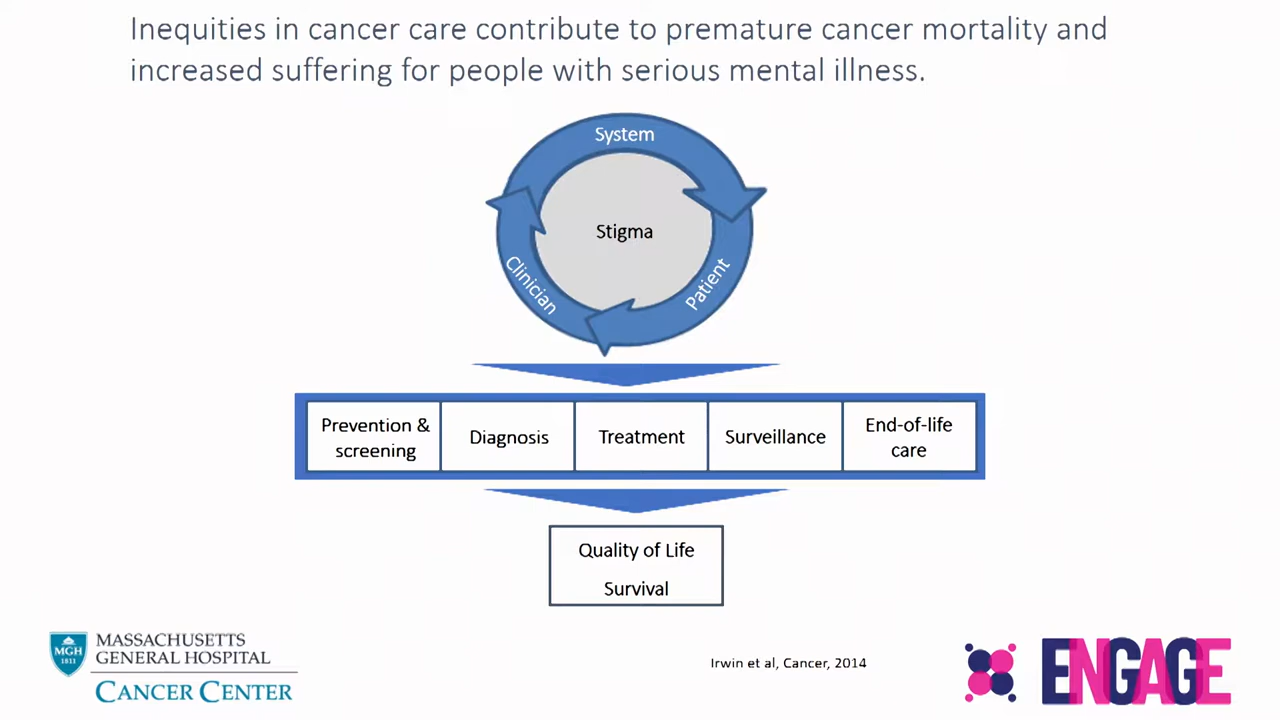 Inequities in cancer care contribute to premature cancer mortality and
increased suffering for people with serious mental illness.
System
Stigma
Clinician
Patient
Prevention &
screening
Diagnosis
Treatment
Surveillance
End-of-life
care
Quality of Life
Survival
MGH
1811
MASSACHUSETTS
GENERAL HOSPITAL
CANCER CENTER
Irwin et al, Cancer, 2014
ENGAGE